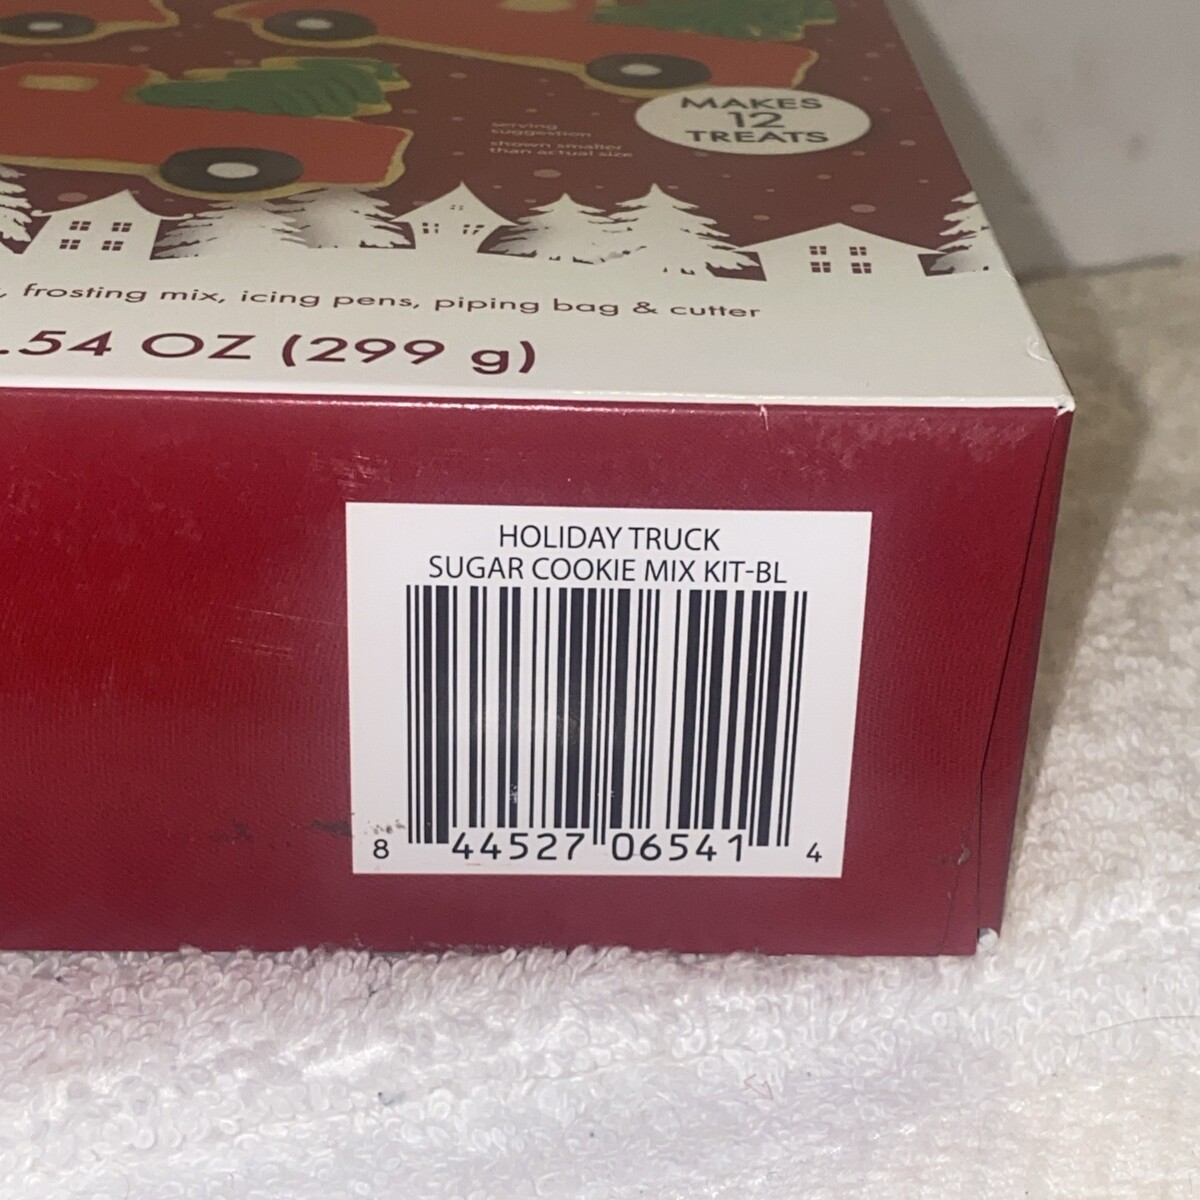 MAKES
12
TREATS
serving
suggestion
shown smaller
than actual size
, frosting mix, icing pens, piping bag & cutter
.54 OZ (299 g)
HOLIDAY TRUCK
SUGAR COOKIE MIX KIT-BL
8 44527 06541 4